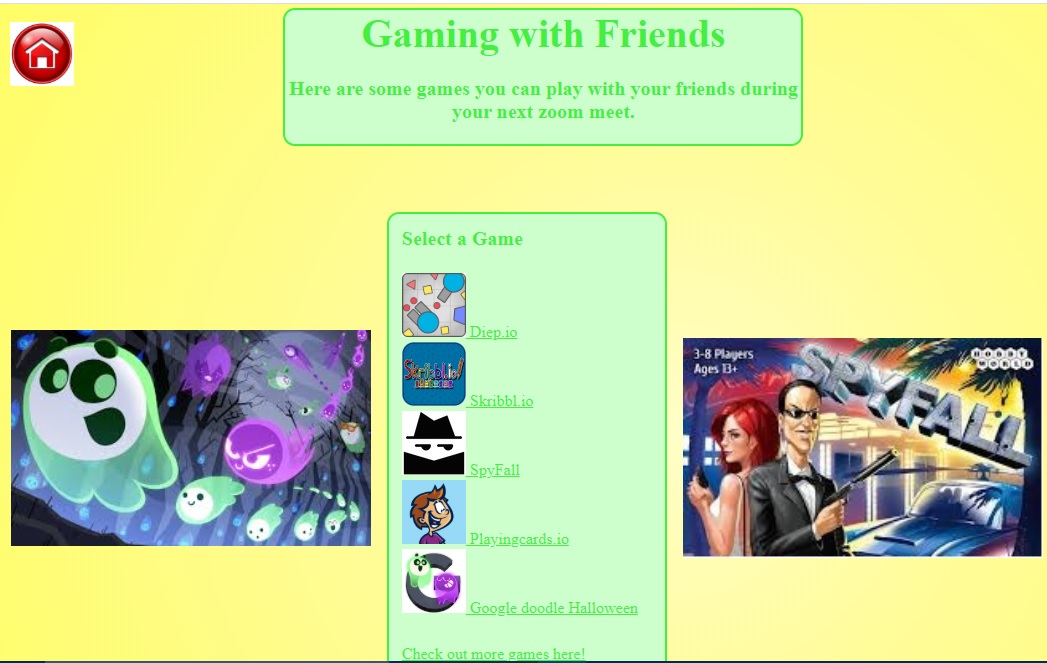 Gaming with Friends
Here are some games you can play with your friends during
your next zoom meet.
Select a Game
Diep.io
Skribbl.io
Skribbl.io
SpyFall
Playingcards.io
Google doodle Halloween
Check out more games here!
3-8 Players
Ages 13+
HOBBY
WORLD
SPYFALL